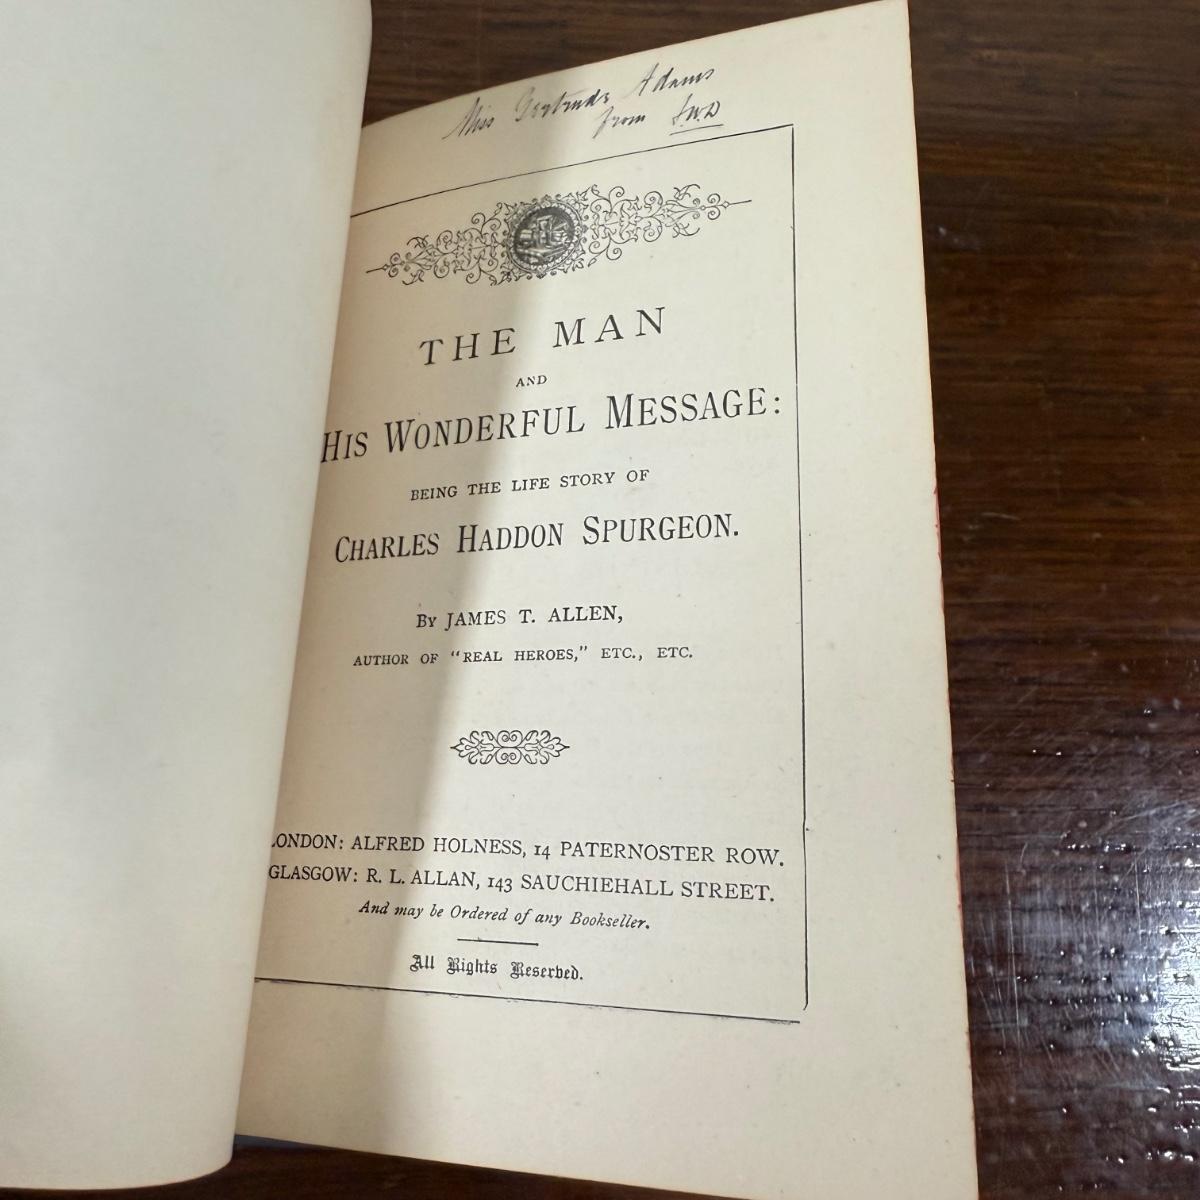 Miss Gertrude Adams
from J.W.D
THE MAN
AND
HIS WONDERFUL MESSAGE:
BEING THE LIFE STORY OF
CHARLES HADDON SPURGEON.
BY JAMES T. ALLEN,
AUTHOR OF "REAL HEROES," ETC., ETC.
LONDON: ALFRED HOLNESS, 14 PATERNOSTER ROW.
GLASGOW: R. L. ALLAN, 143 SAUCHIEHALL STREET.
And may be Ordered of any Bookseller.
All Rights Reserved.